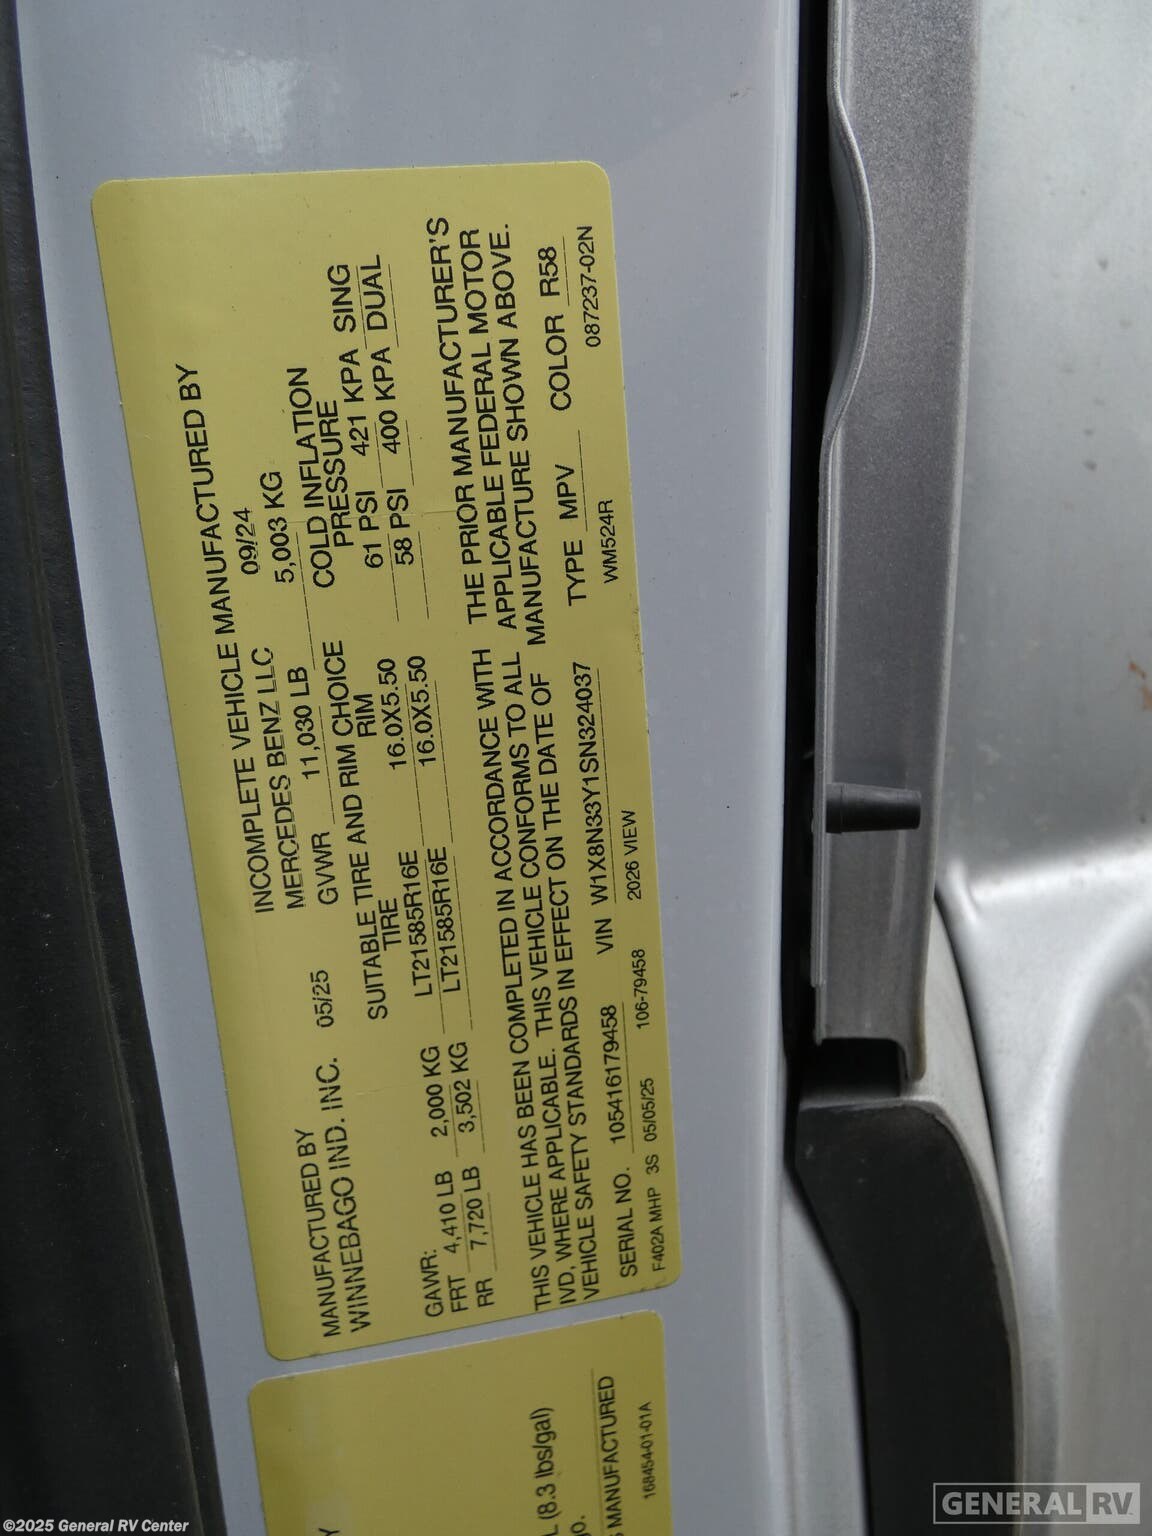 MANUFACTURED BY
WINNEBAGO IND. INC. 05/25
INCOMPLETE VEHICLE MANUFACTURED BY
MERCEDES BENZ LLC 09/24
GVWR 11,030 LB 5,003 KG
SUITABLE TIRE AND RIM CHOICE
TIRE RIM
COLD INFLATION
PRESSURE
GAWR:
FRT 4,410 LB 2,000 KG LT21585R16E 16.0X5.50 61 PSI 421 KPA SING
RR 7,720 LB 3,502 KG LT21585R16E 16.0X5.50 58 PSI 400 KPA DUAL
THIS VEHICLE HAS BEEN COMPLETED IN ACCORDANCE WITH THE PRIOR MANUFACTURER'S
IVD, WHERE APPLICABLE. THIS VEHICLE CONFORMS TO ALL APPLICABLE FEDERAL MOTOR
VEHICLE SAFETY STANDARDS IN EFFECT ON THE DATE OF MANUFACTURE SHOWN ABOVE.
SERIAL NO. 105416179458 VIN W1X8N33Y1SN324037 TYPE MPV COLOR R58
F402A MHP 3S 05/05/25 106-79458 2026 VIEW WM524R 087237-02N
(8.3 lbs/gal)
MANUFACTURED
168454-01-01A
GENERAL RV
©2025 General RV Center